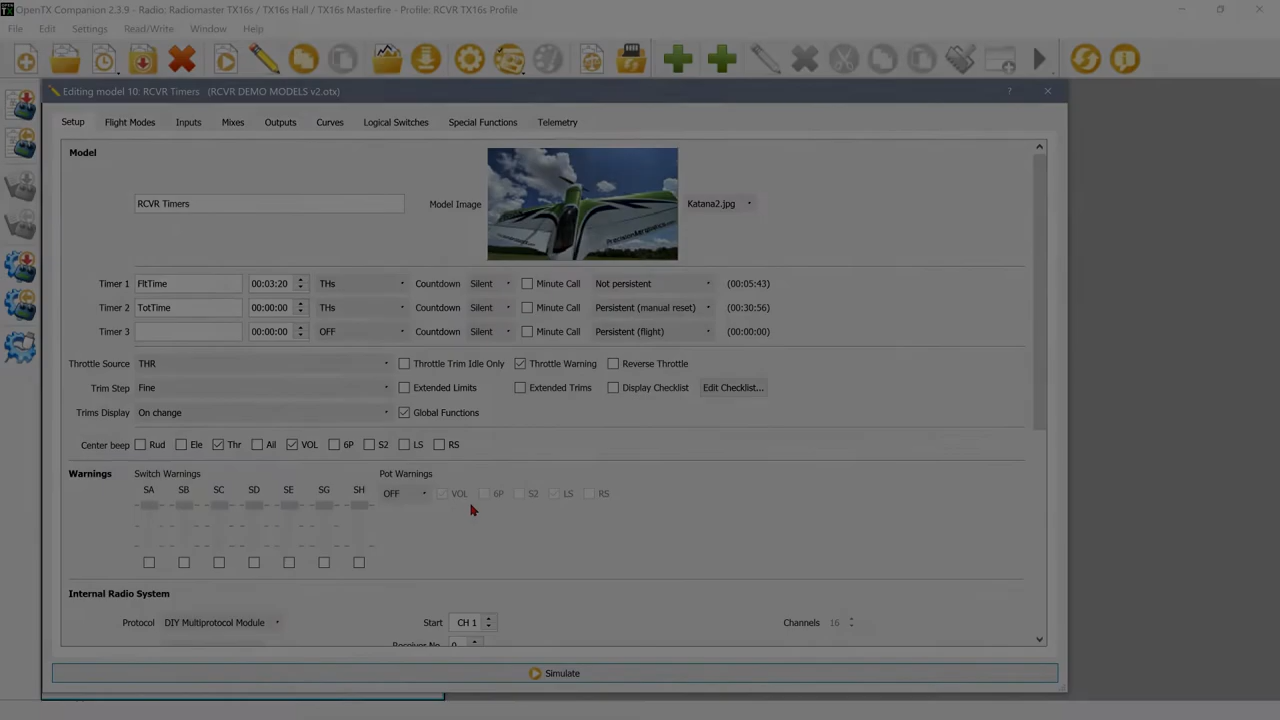 OPEN TX OpenTX Companion 2.3.9 - Radio: Radiomaster TX16s / TX16s Hall / TX16s Masterfire - Profile: RCVR TX16s Profile
File Edit Settings Read/Write Window Help
Editing model 10: RCVR Timers (RCVR DEMO MODELS v2.otx) ?
Setup Flight Modes Inputs Mixes Outputs Curves Logical Switches Special Functions Telemetry
Model
RCVR Timers Model Image Katana2.jpg
Timer 1 FltTime 00:03:20 THs Countdown Silent Minute Call Not persistent (00:05:43)
Timer 2 TotTime 00:00:00 THs Countdown Silent Minute Call Persistent (manual reset) (00:30:56)
Timer 3 00:00:00 OFF Countdown Silent Minute Call Persistent (flight) (00:00:00)
Throttle Source THR Throttle Trim Idle Only Throttle Warning Reverse Throttle
Trim Step Fine Extended Limits Extended Trims Display Checklist Edit Checklist...
Trims Display On change Global Functions
Center beep Rud Ele Thr Ail VOL 6P S2 LS RS
Warnings Switch Warnings Pot Warnings
SA SB SC SD SE SG SH OFF VOL 6P S2 LS RS
Internal Radio System
Protocol DIY Multiprotocol Module Start CH 1 Channels 16
Receiver No. 0
Simulate